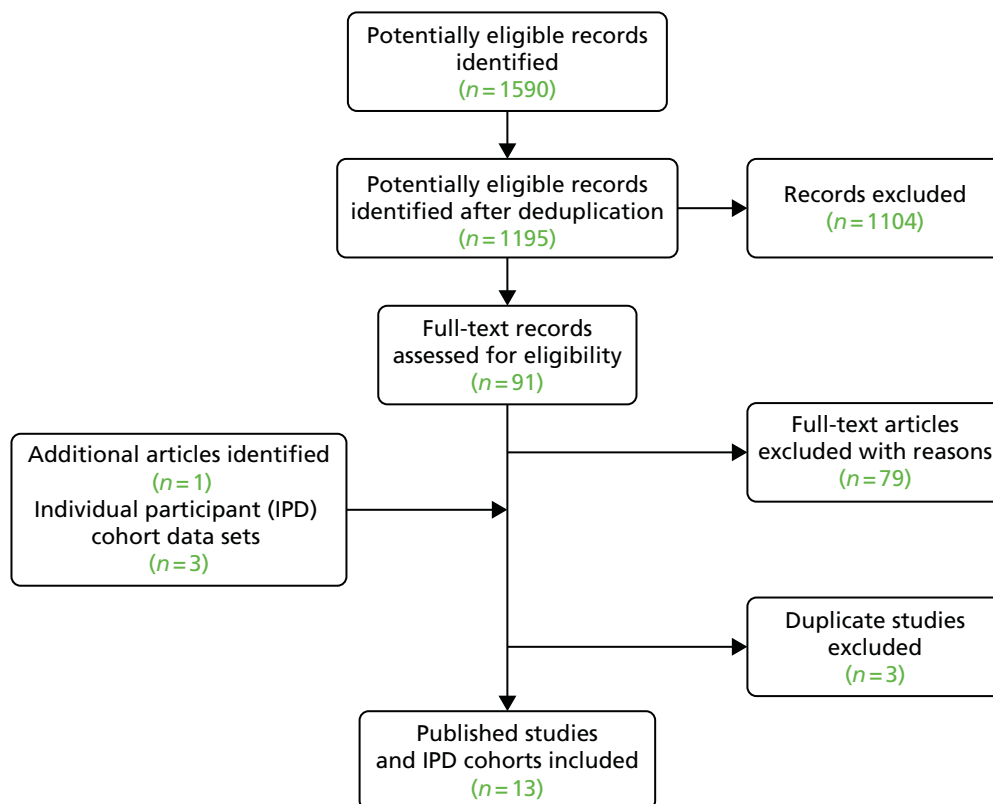 Potentially eligible records
identified
(n=1590)
Potentially eligible records
identified after deduplication
(n=1195)
Records excluded
(n=1104)
Full-text records
assessed for eligibility
(n=91)
Full-text articles
excluded with reasons
(n=79)
Additional articles identified
(n=1)
Individual participant (IPD)
cohort data sets
(n=3)
Duplicate studies
excluded
(n=3)
Published studies
and IPD cohorts included
(n=13)